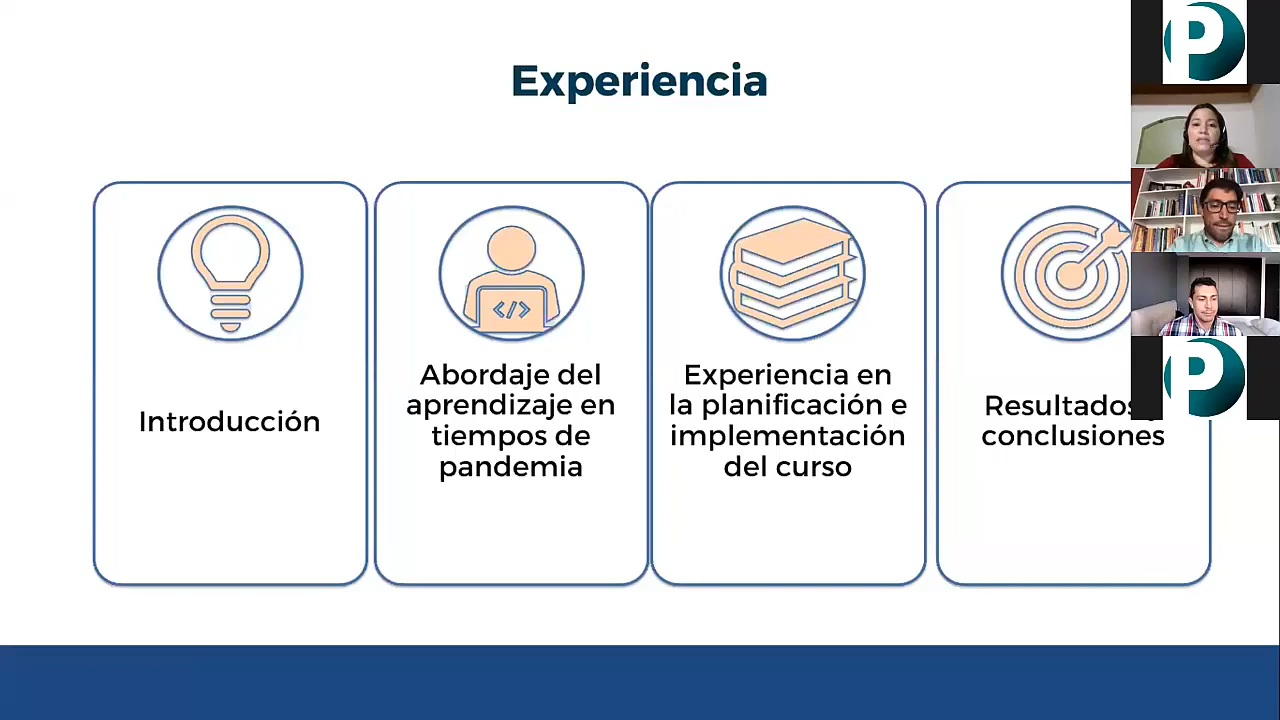 Experiencia
Introducción
</>
Abordaje del
aprendizaje en
tiempos de
pandemia
Experiencia en
la planificación e
implementación
del curso
Resultados
conclusiones
P
P